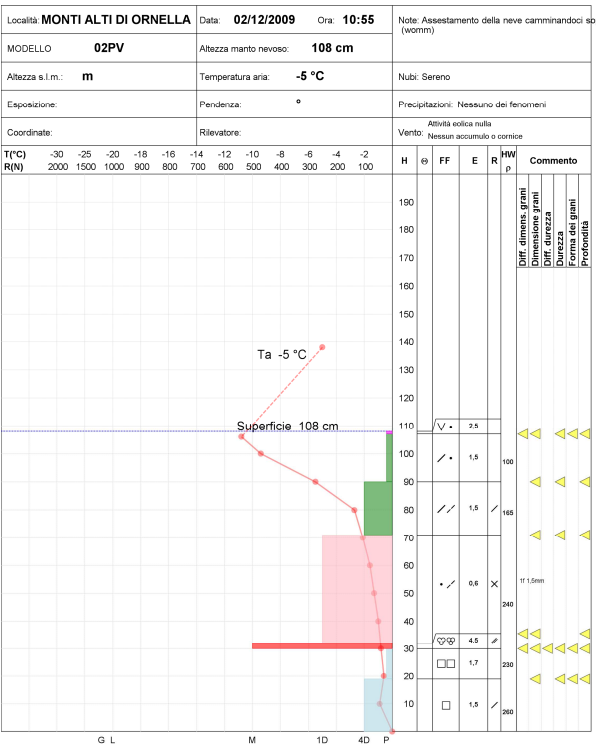 Località: MONTI ALTI DI ORNELLA Data: 02/12/2009 Ora: 10:55 Note: Assestamento della neve camminandoci so
(womm)
MODELLO 02PV Altezza manto nevoso: 108 cm
Altezza s.l.m.: m Temperatura aria: -5 °C Nubi: Sereno
Esposizione: Pendenza: ° Precipitazioni: Nessuno dei fenomeni
Coordinate: Rilevatore: Vento: Attività eolica nulla
Nessun accumulo o cornice
T(°C) -30 -25 -20 -18 -16 -14 -12 -10 -8 -6 -4 -2 H FF E R HW Commento
R(N) 2000 1500 1000 900 800 700 600 500 400 300 200 100 ρ
Diff. dimens. grani
Dimensione grani
Diff. durezza
Durezza
Forma dei grani
Profondità
190
180
170
160
150
140
Ta -5 °C
130
120
Superficie 108 cm 110 2,5
100 1,5 100
90
80 1,5 165
70
60
50 0,6 1f 1,5mm
40 240
30 4,5
20 1,7 230
10 1,5 260
G L M 1D 4D P